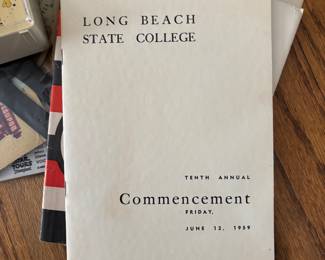 LONG BEACH
STATE COLLEGE
TENTH ANNUAL
Commencement
FRIDAY,
JUNE 12, 1959